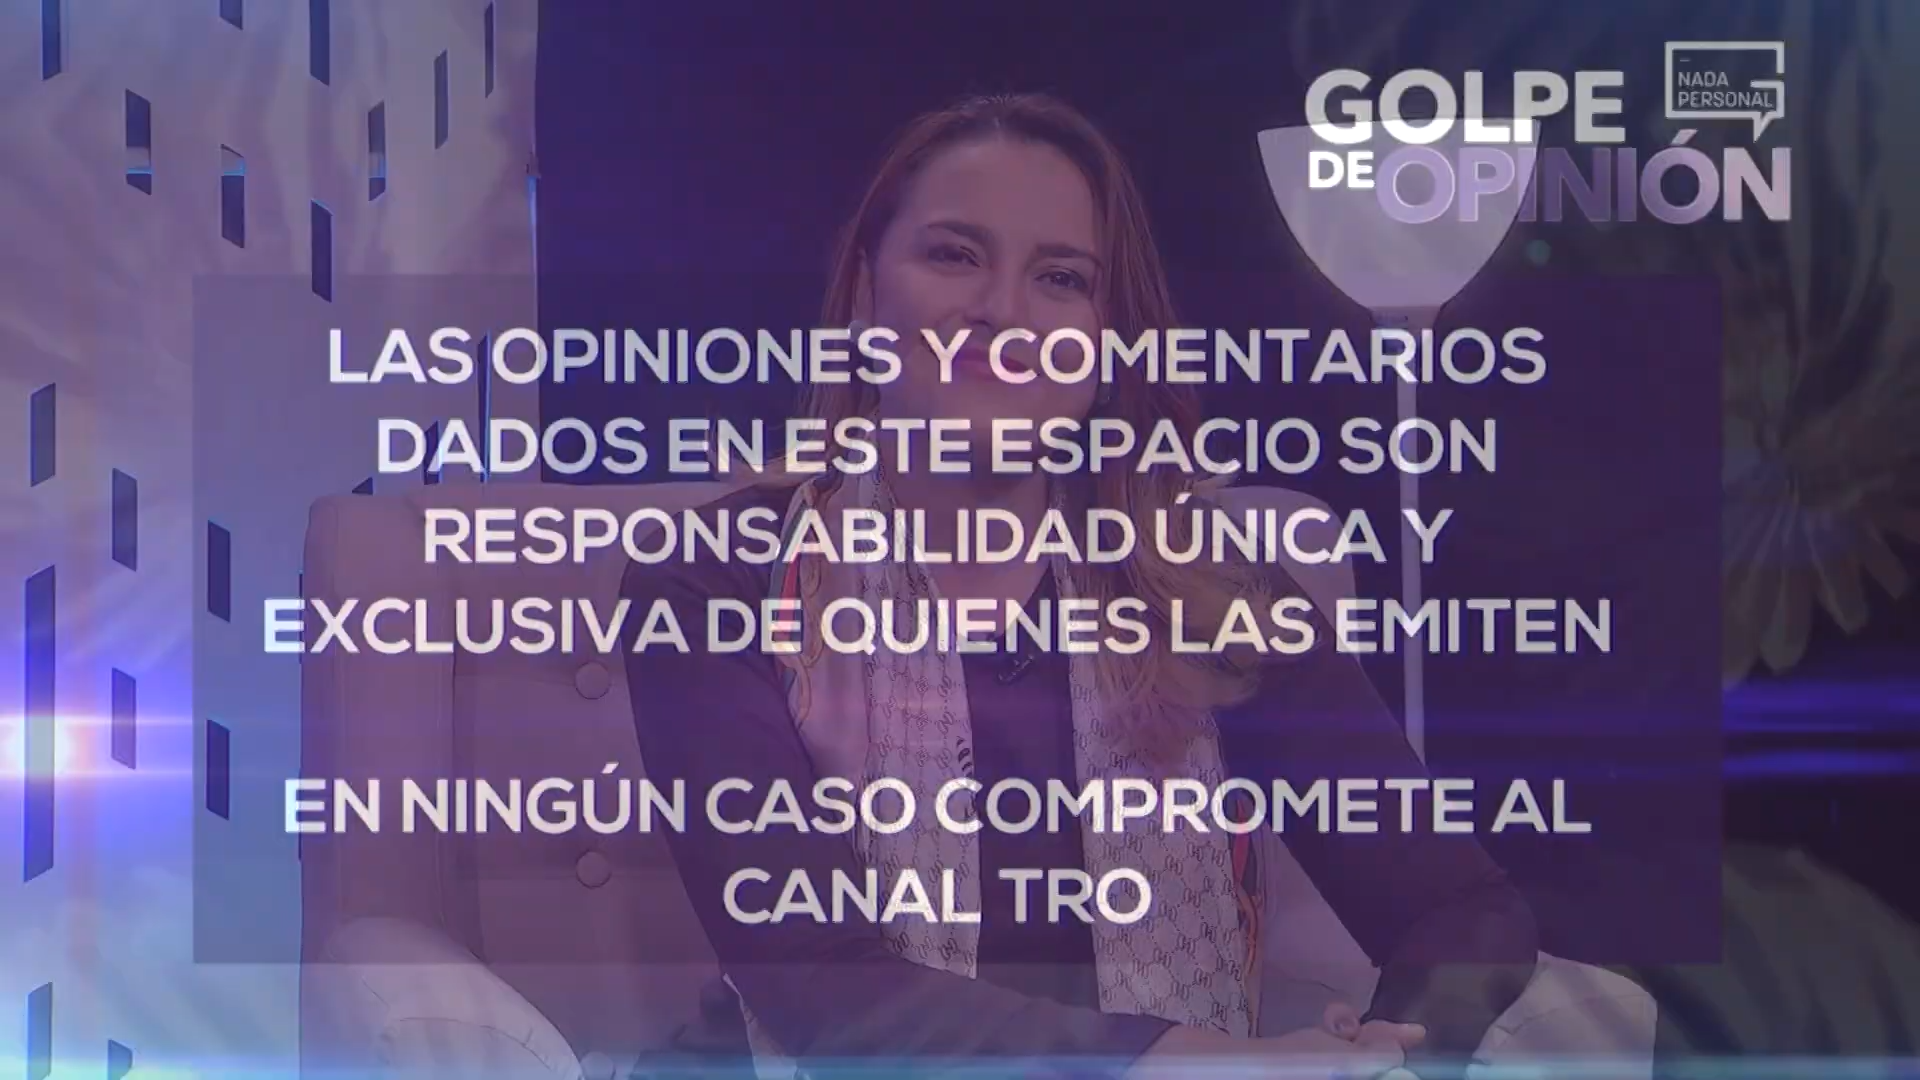 GOLPE
DE OPINIÓN
NADA
PERSONAL
LAS OPINIONES Y COMENTARIOS
DADOS EN ESTE ESPACIO SON
RESPONSABILIDAD ÚNICA Y
EXCLUSIVA DE QUIENES LAS EMITEN
EN NINGÚN CASO COMPROMETE AL
CANAL TRO